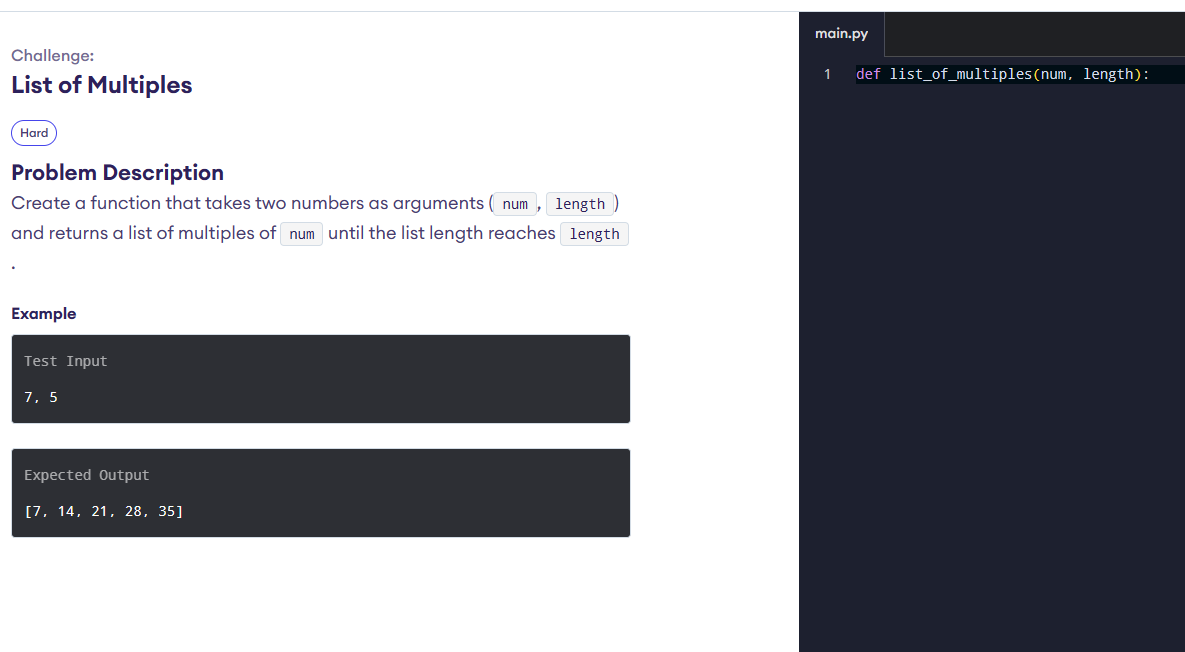 Challenge:
List of Multiples
Hard
Problem Description
Create a function that takes two numbers as arguments ( num, length )
and returns a list of multiples of num until the list length reaches length
.
Example
Test Input
7, 5
Expected Output
[7, 14, 21, 28, 35]
main.py
1 def list_of_multiples(num, length):